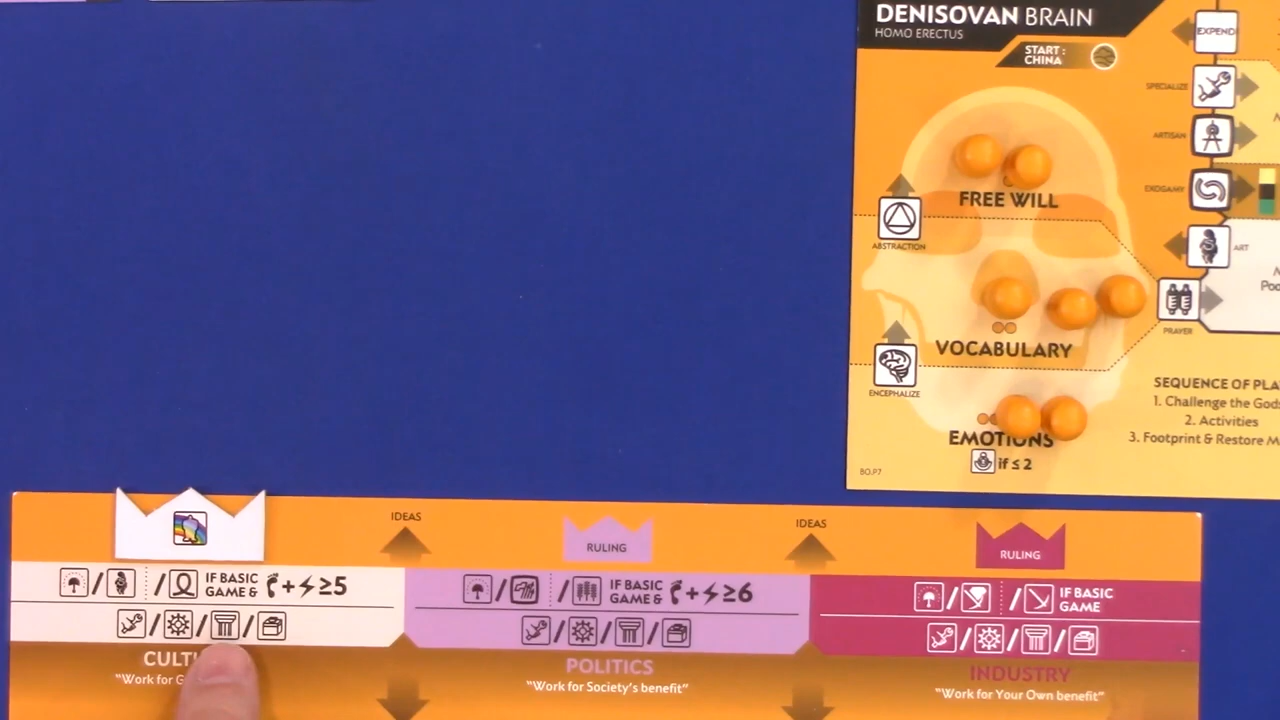 DENISOVAN BRAIN
HOMO ERECTUS
START:
CHINA
EXPEND
SPECIALIZE
ARTISAN
EXOGAMY
ART
PRAYER
FREE WILL
ABSTRACTION
VOCABULARY
ENCEPHALIZE
EMOTIONS
if ≤ 2
BO.P7
SEQUENCE OF PLA
1. Challenge the Gods
2. Activities
3. Footprint & Restore M
IDEAS
IDEAS
RULING
RULING
/ / IF BASIC
GAME & + ≥5
/ / /
CULT
"Work for G
/ / IF BASIC
GAME & + ≥6
/ / /
POLITICS
"Work for Society's benefit"
/ / IF BASIC
GAME
/ / /
INDUSTRY
"Work for Your Own benefit"